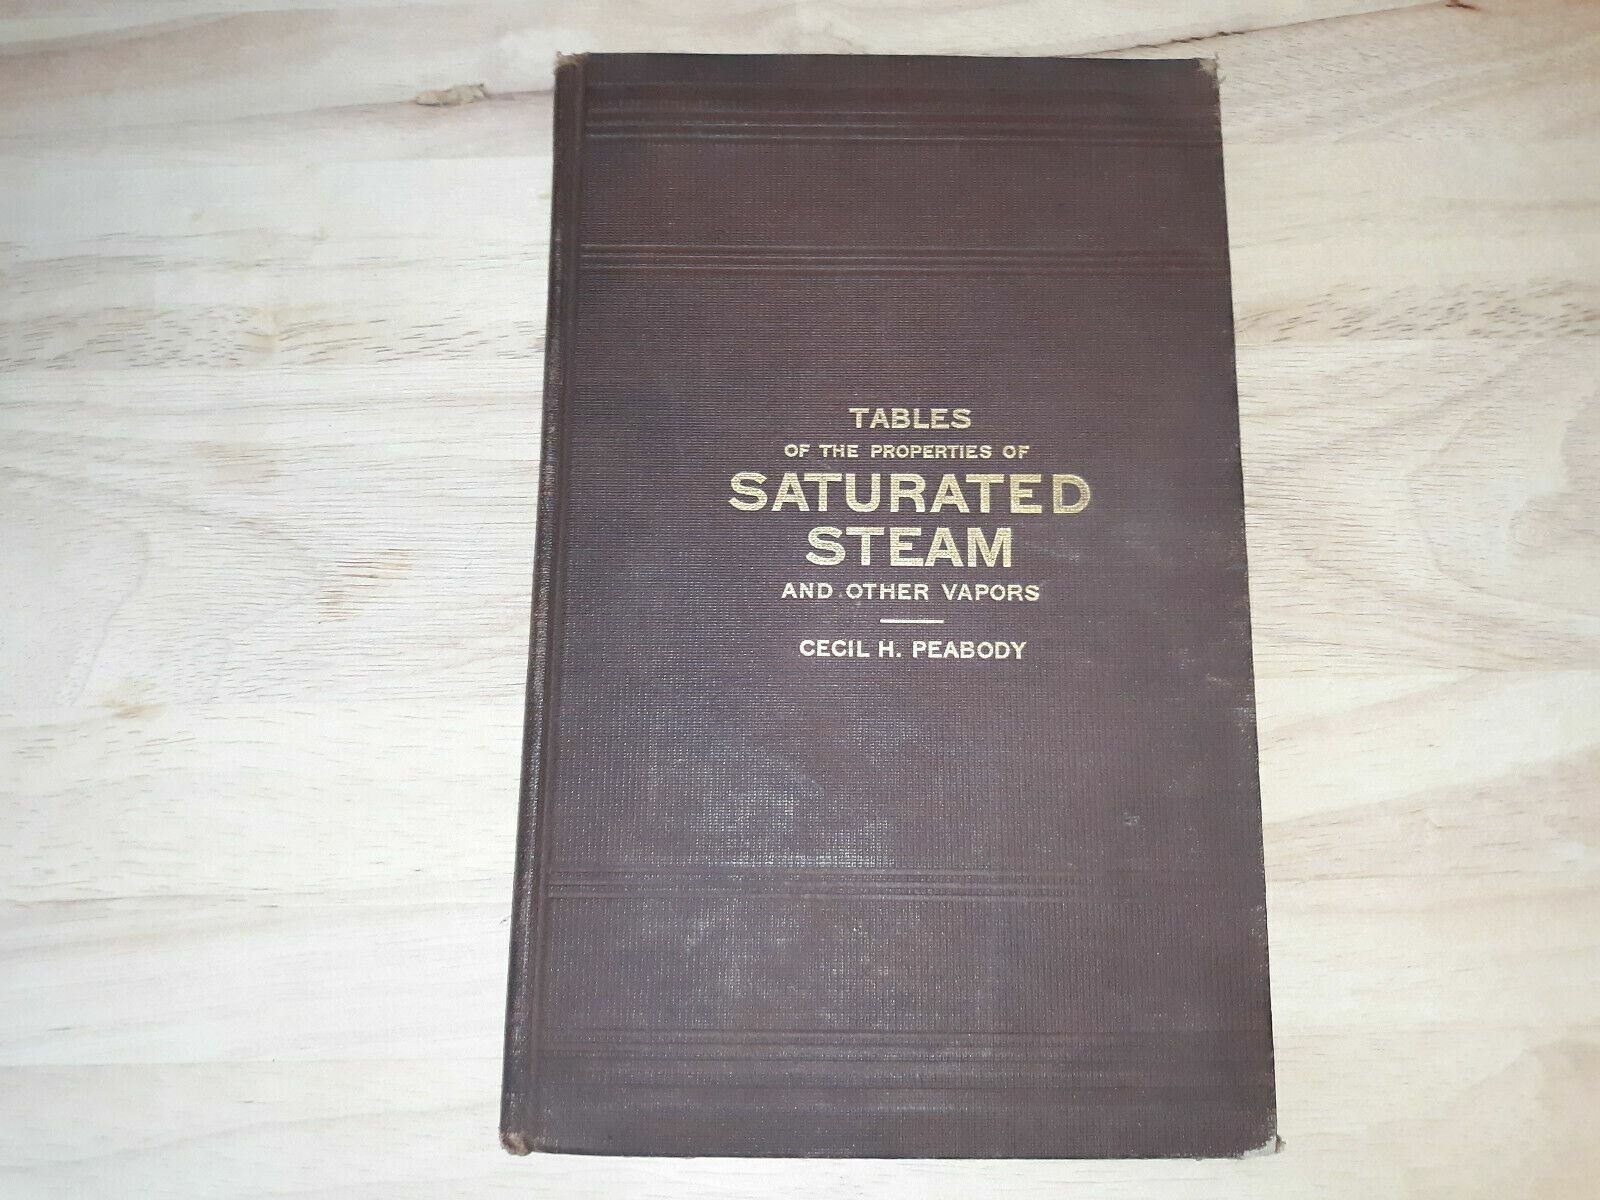 TABLES
OF THE PROPERTIES OF
SATURATED
STEAM
AND OTHER VAPORS
CECIL H. PEABODY